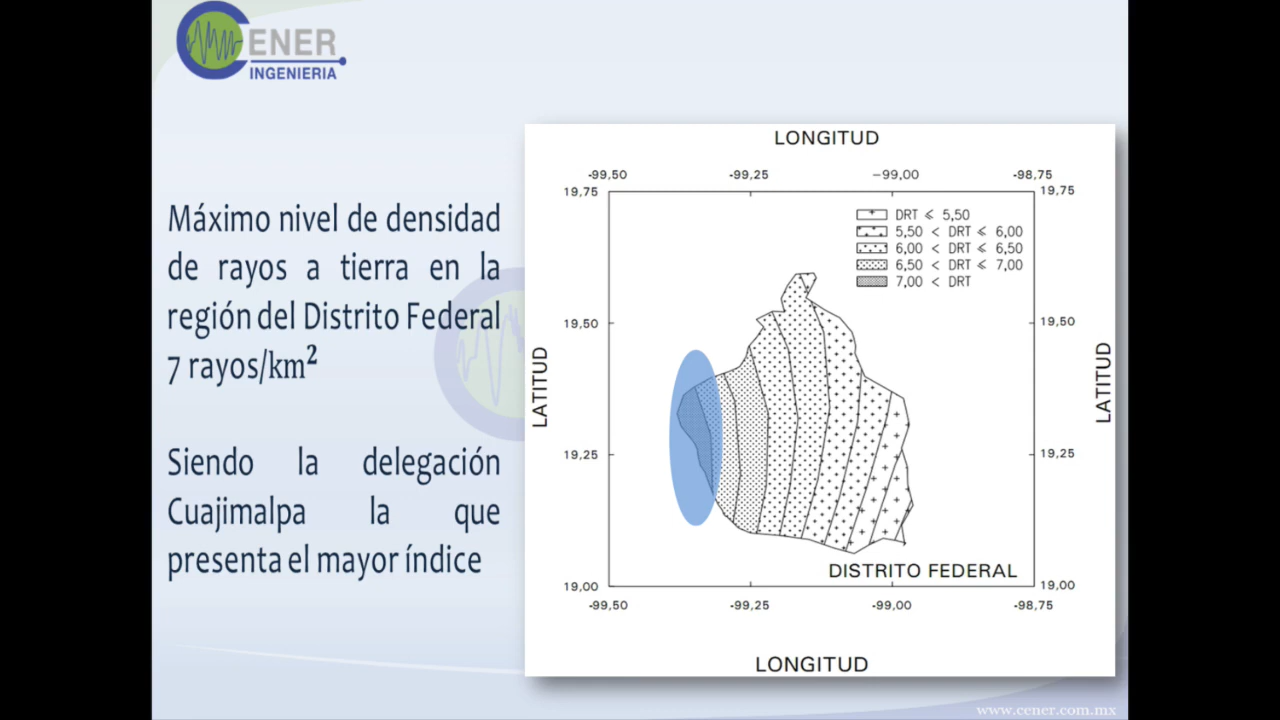 CENER
INGENIERIA
Máximo nivel de densidad
de rayos a tierra en la
región del Distrito Federal
7 rayos/km²
Siendo la delegación
Cuajimalpa la que
presenta el mayor índice
LONGITUD
-99,50 -99,25 -99,00 -98,75
19,75 19,75
DRT ≤ 5,50
5,50 < DRT ≤ 6,00
6,00 < DRT ≤ 6,50
6,50 < DRT ≤ 7,00
7,00 < DRT
19,50 19,50
LATITUD LATITUD
19,25 19,25
DISTRITO FEDERAL
19,00 19,00
-99,50 -99,25 -99,00 -98,75
LONGITUD
www.cener.com.mx